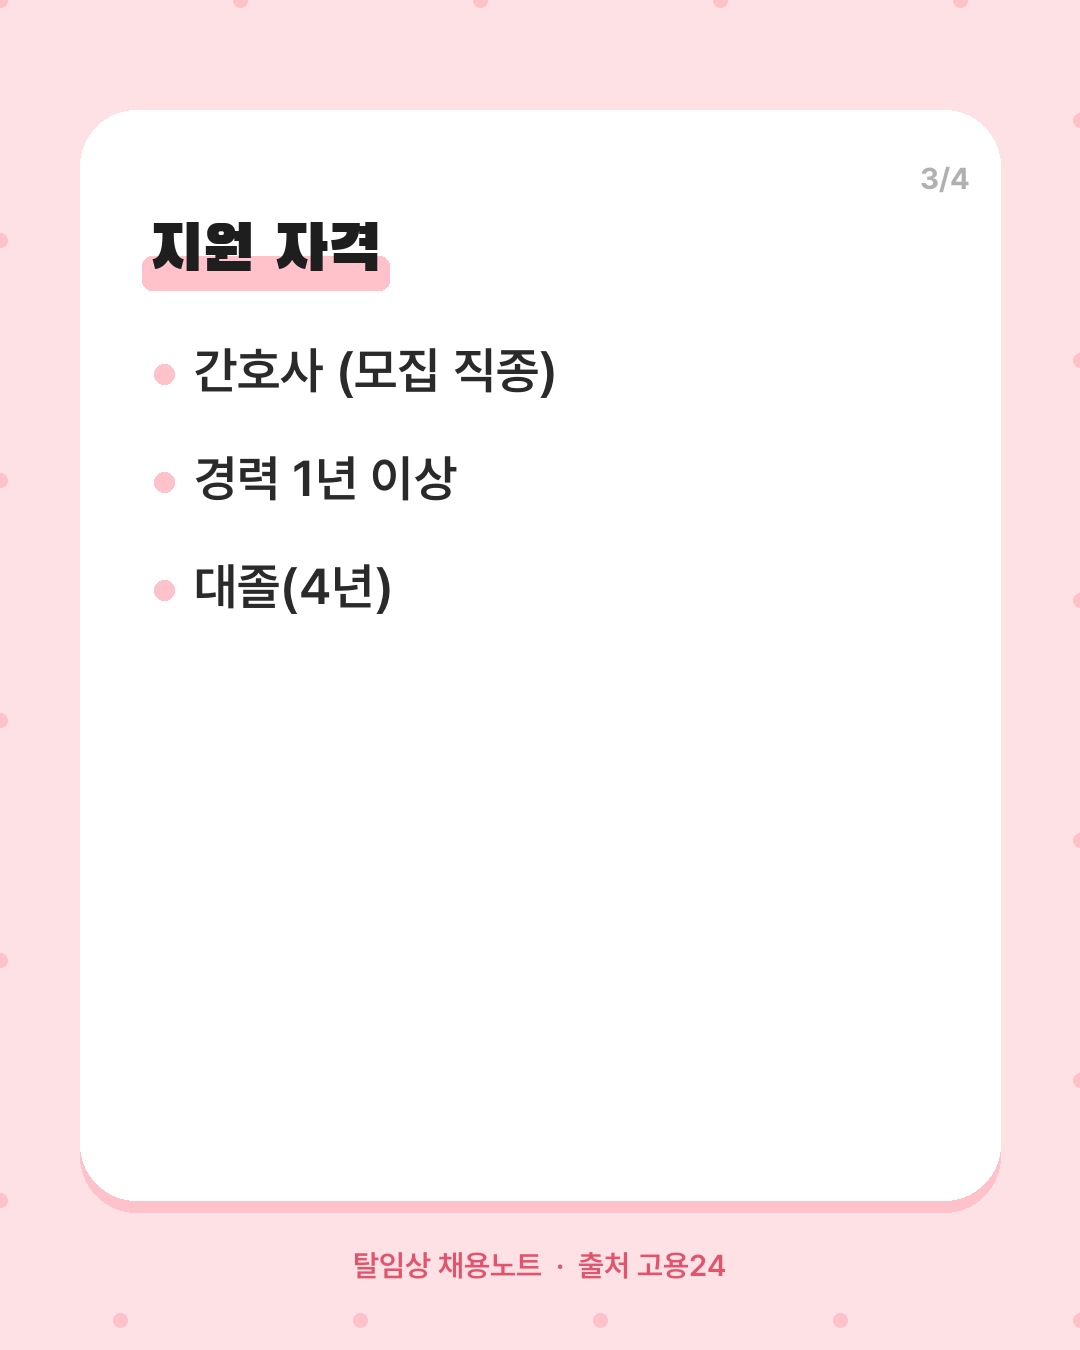 3/4
지원 자격
간호사 (모집 직종)
경력 1년 이상
대졸(4년)
탈임상 채용노트 · 출처 고용24